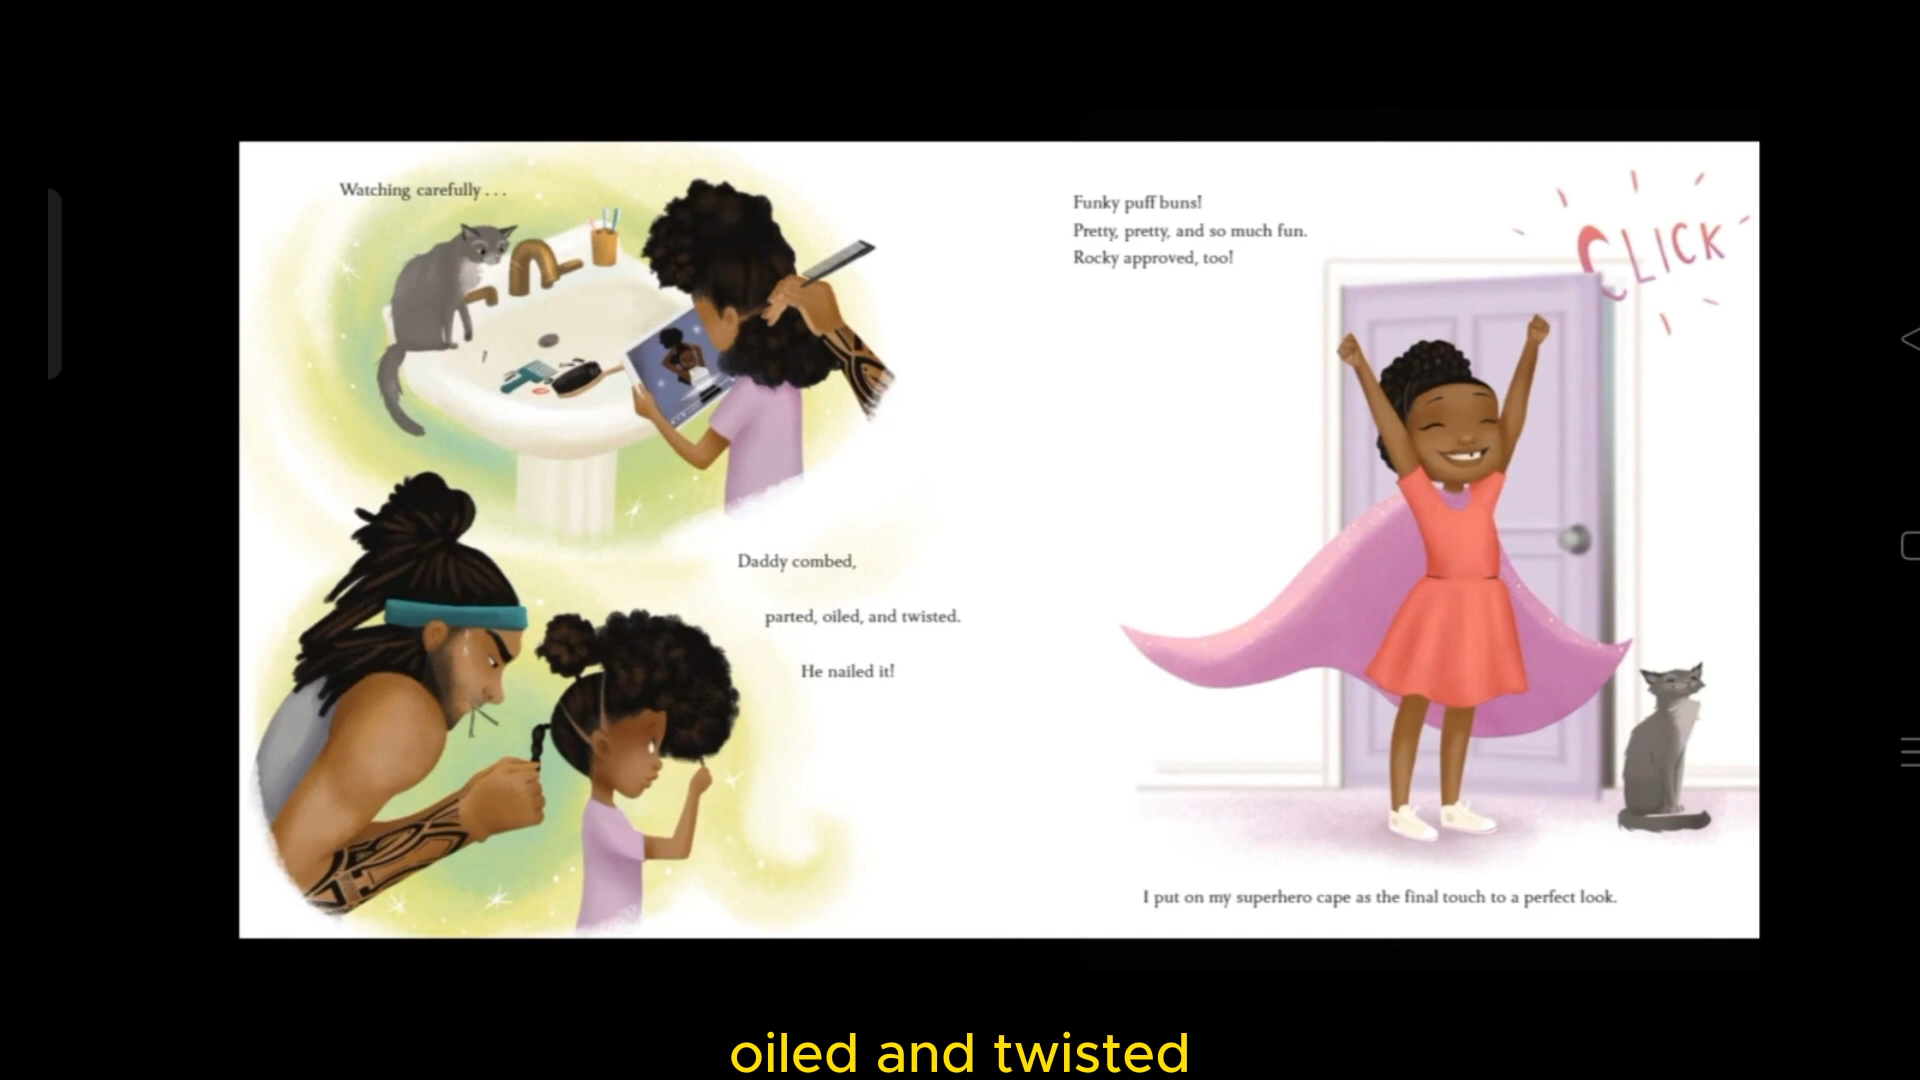 Watching carefully . . .
Daddy combed,
parted, oiled, and twisted.
He nailed it!
Funky puff buns!
Pretty, pretty, and so much fun.
Rocky approved, too!
CLICK
I put on my superhero cape as the final touch to a perfect look.
oiled and twisted